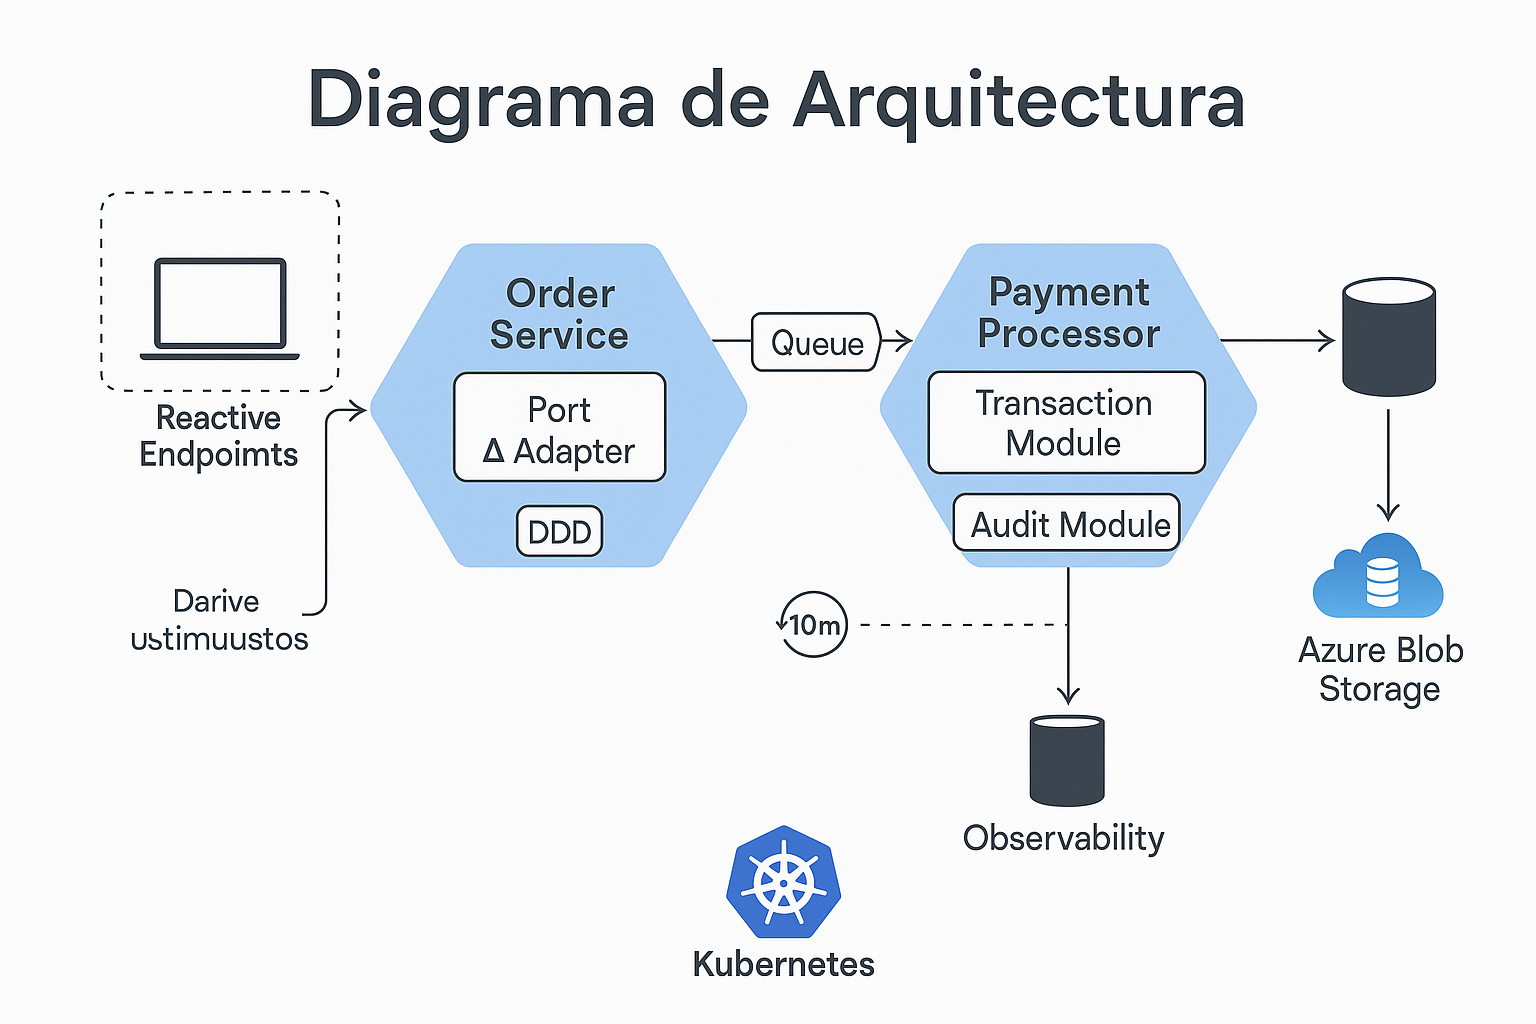 Diagrama de Arquitectura
Reactive
Endpoimts
Darive
ustimuustos
Order
Service
Port
Δ Adapter
DDD
Queue
Payment
Processor
Transaction
Module
Audit Module
10m
Observability
Azure Blob
Storage
Kubernetes